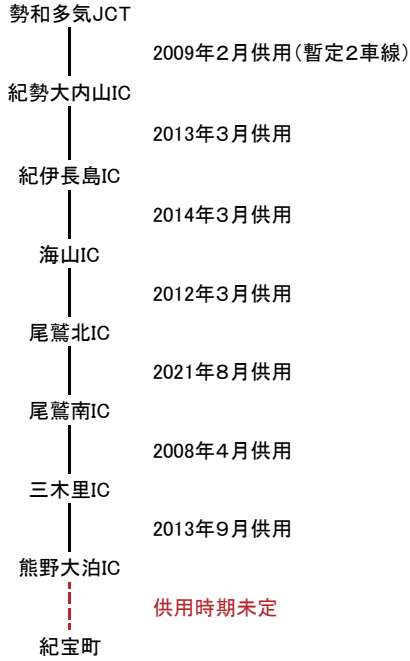 勢和多気JCT
2009年2月供用(暫定2車線)
紀勢大内山IC
2013年3月供用
紀伊長島IC
2014年3月供用
海山IC
2012年3月供用
尾鷲北IC
2021年8月供用
尾鷲南IC
2008年4月供用
三木里IC
2013年9月供用
熊野大泊IC
供用時期未定
紀宝町